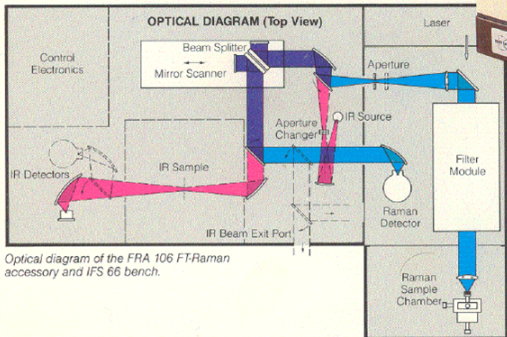 OPTICAL DIAGRAM (Top View)
Laser
Control
Electronics
Beam Splitter
Mirror Scanner
Aperture
Aperture
Changer
IR Source
IR Detectors
IR Sample
Filter
Module
Raman
Detector
IR Beam Exit Port
Raman
Sample
Chamber
Optical diagram of the FRA 106 FT-Raman
accessory and IFS 66 bench.